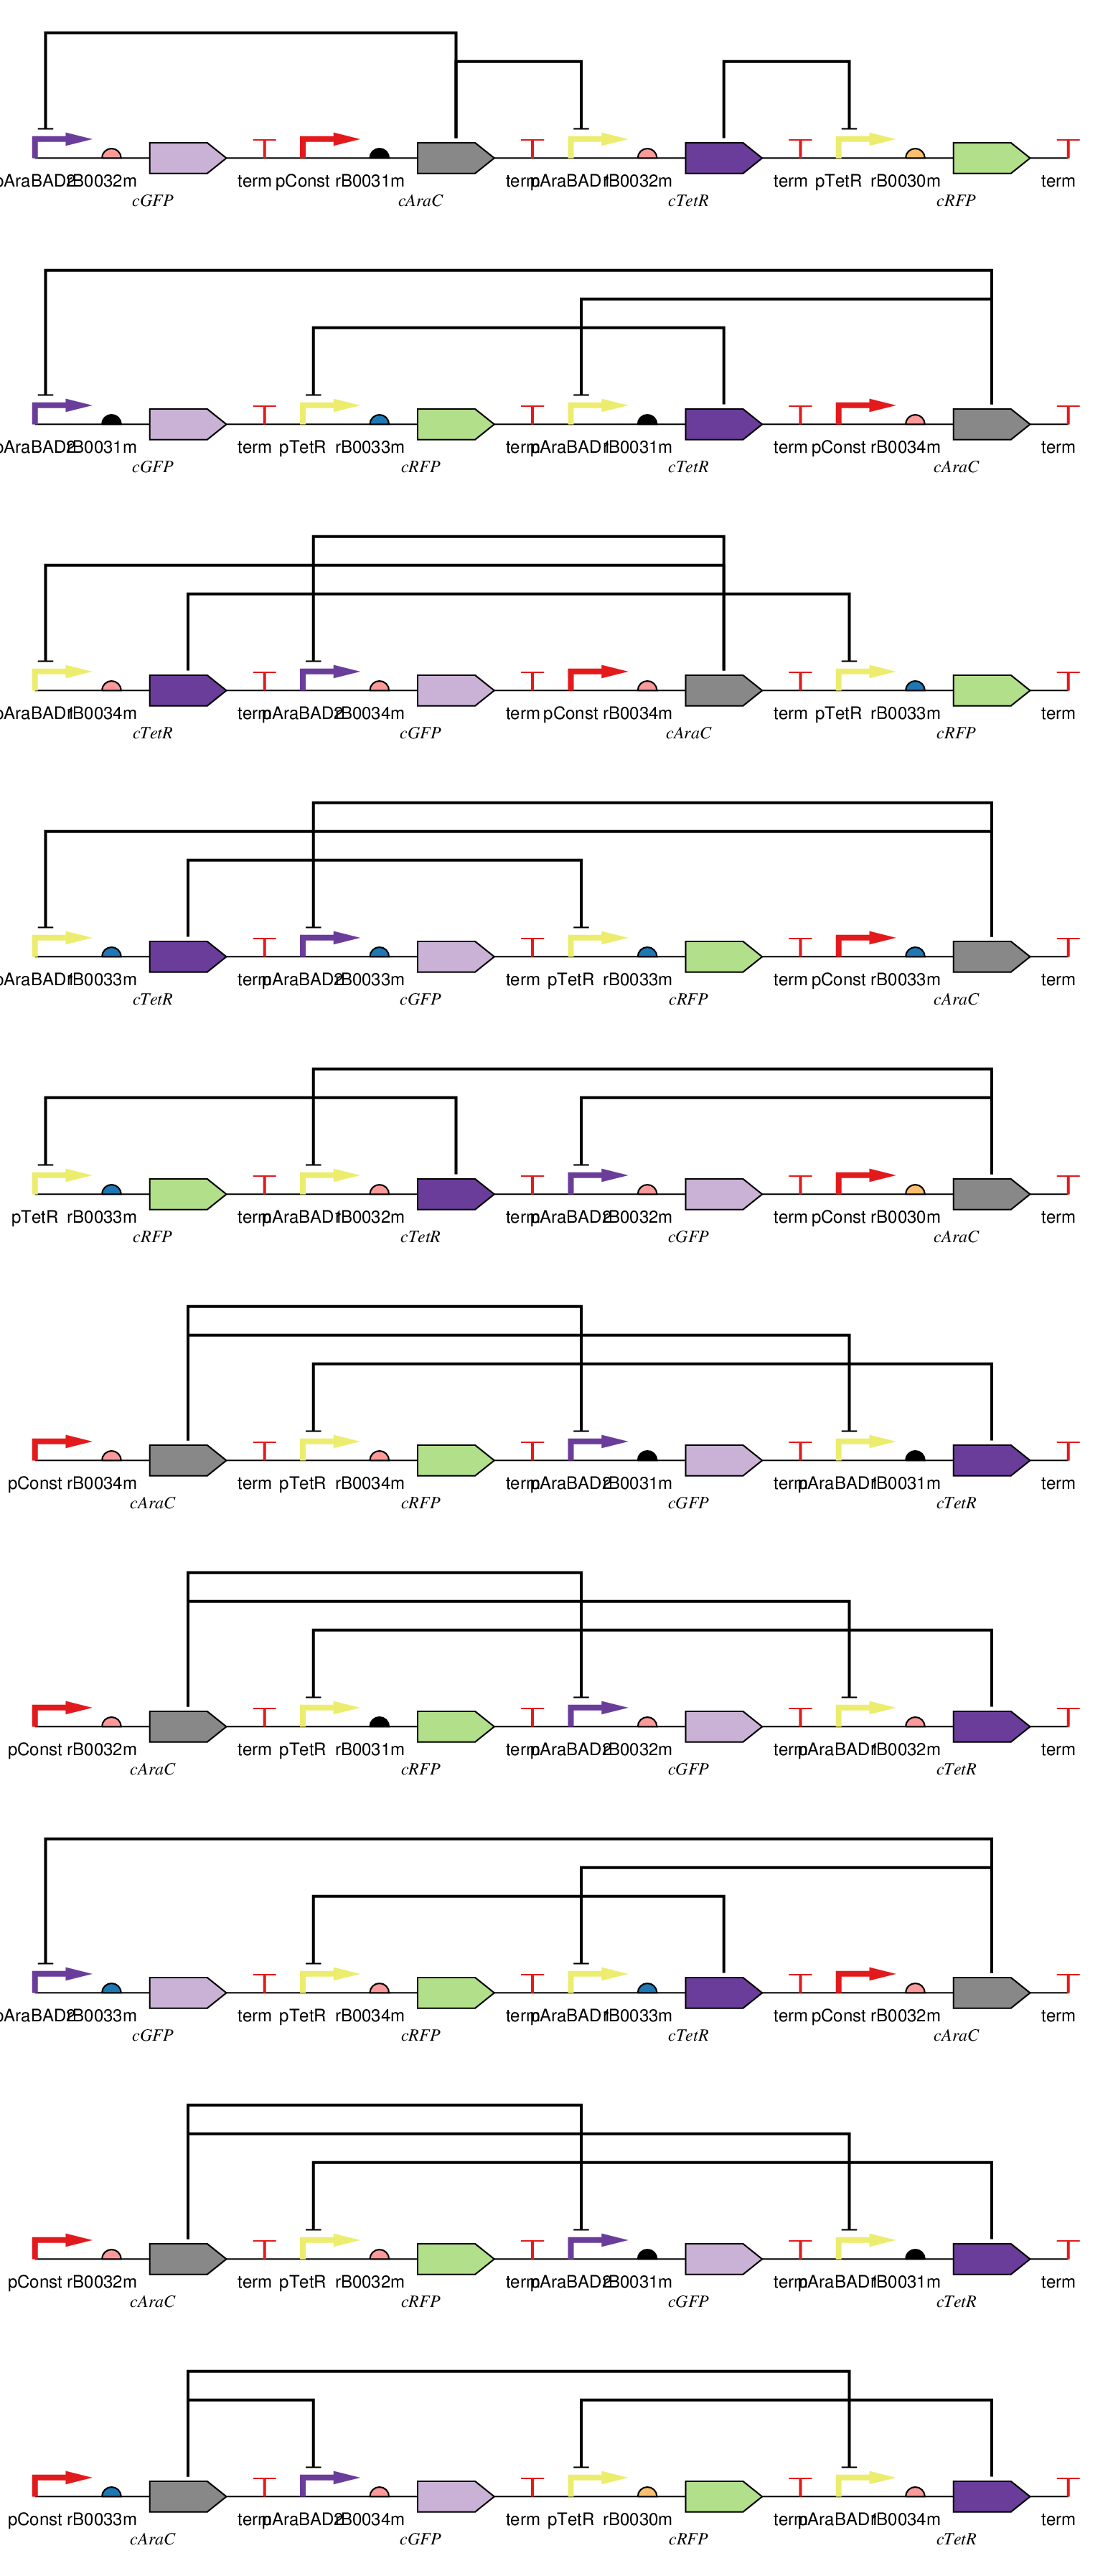 pAraBAD2 rB0032m term pConst rB0031m term pAraBAD1 rB0032m term pTetR rB0030m term
cGFP cAraC cTetR cRFP
pAraBAD2 rB0031m term pTetR rB0033m term pAraBAD1 rB0031m term pConst rB0034m term
cGFP cRFP cTetR cAraC
pAraBAD1 rB0034m term pAraBAD2 rB0034m term pConst rB0034m term pTetR rB0033m term
cTetR cGFP cAraC cRFP
pAraBAD1 rB0033m term pAraBAD2 rB0033m term pTetR rB0033m term pConst rB0033m term
cTetR cGFP cRFP cAraC
pTetR rB0033m term pAraBAD1 rB0032m term pAraBAD2 rB0032m term pConst rB0030m term
cRFP cTetR cGFP cAraC
pConst rB0034m term pTetR rB0034m term pAraBAD2 rB0031m term pAraBAD1 rB0031m term
cAraC cRFP cGFP cTetR
pConst rB0032m term pTetR rB0031m term pAraBAD2 rB0032m term pAraBAD1 rB0032m term
cAraC cRFP cGFP cTetR
pAraBAD2 rB0033m term pTetR rB0034m term pAraBAD1 rB0033m term pConst rB0032m term
cGFP cRFP cTetR cAraC
pConst rB0032m term pTetR rB0032m term pAraBAD2 rB0031m term pAraBAD1 rB0031m term
cAraC cRFP cGFP cTetR
pConst rB0033m term pAraBAD2 rB0034m term pTetR rB0030m term pAraBAD1 rB0034m term
cAraC cGFP cRFP cTetR